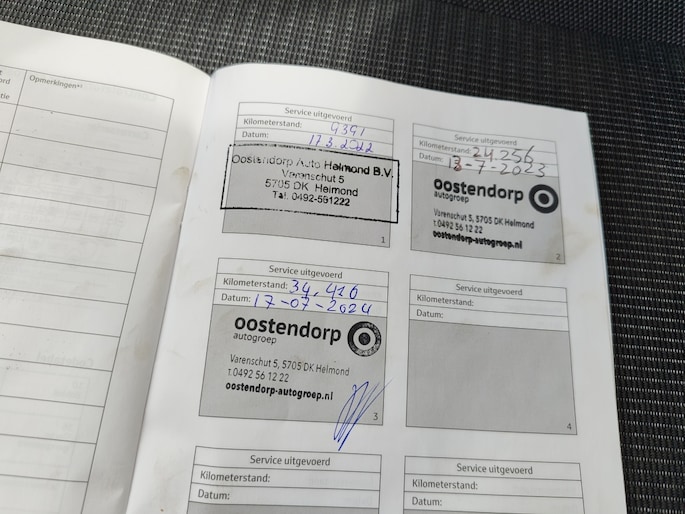 Opmerkingen
Service uitgevoerd
Kilometerstand: 9391
Datum: 17.3.2022
Oostendorp Auto Helmond B.V.
Varenschut 5
5705 DK Helmond
Tel. 0492-561222
1
Service uitgevoerd
Kilometerstand: 24.256
Datum: 13-7-2023
oostendorp
autogroep
Varenschut 5, 5705 DK Helmond
t.0492 56 12 22
oostendorp-autogroep.nl
2
Service uitgevoerd
Kilometerstand: 34.416
Datum: 17-07-2024
oostendorp
autogroep
Varenschut 5, 5705 DK Helmond
t.0492 56 12 22
oostendorp-autogroep.nl
3
Service uitgevoerd
Kilometerstand:
Datum:
4
Service uitgevoerd
Kilometerstand:
Datum:
Service uitgevoerd
Kilometerstand:
Datum: